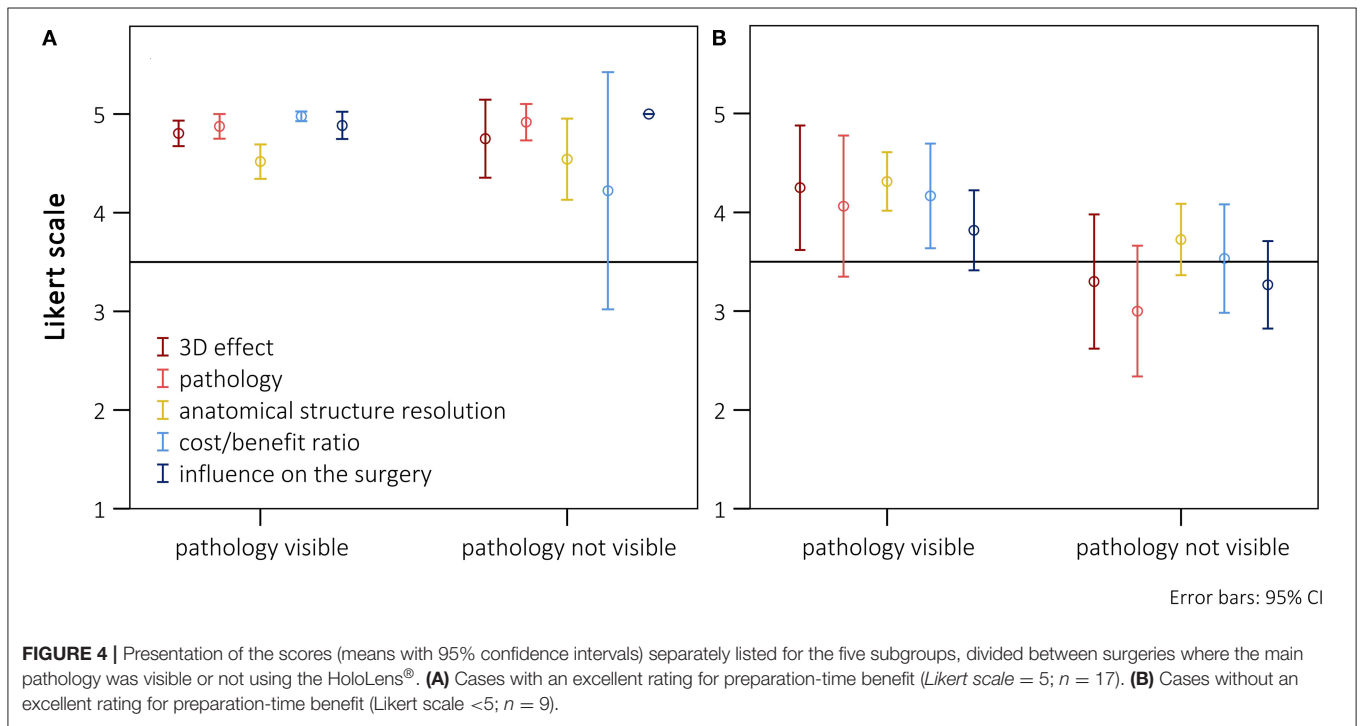 A
B
Likert scale
5
4
3
2
1
3D effect
pathology
anatomical structure resolution
cost/benefit ratio
influence on the surgery
pathology visible
pathology not visible
5
4
3
2
1
pathology visible
pathology not visible
Error bars: 95% CI
FIGURE 4 | Presentation of the scores (means with 95% confidence intervals) separately listed for the five subgroups, divided between surgeries where the main
pathology was visible or not using the HoloLens®. (A) Cases with an excellent rating for preparation-time benefit (Likert scale = 5; n = 17). (B) Cases without an
excellent rating for preparation-time benefit (Likert scale <5; n = 9).